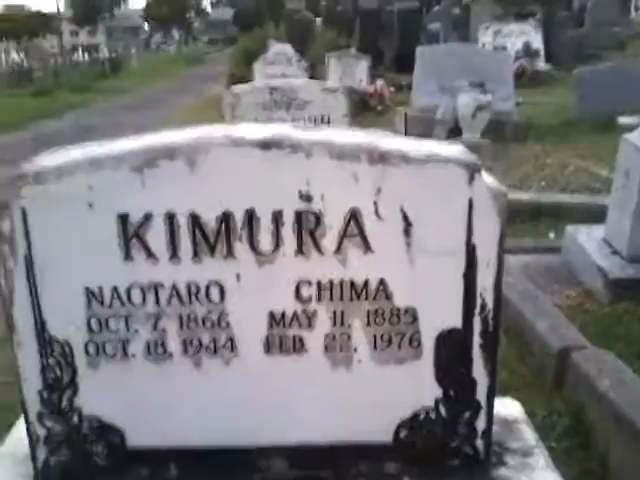 KIMURA
NAOTARO CHIMA
OCT. 7, 1866 MAY 11, 1885
OCT. 18, 1944 FEB. 22, 1976